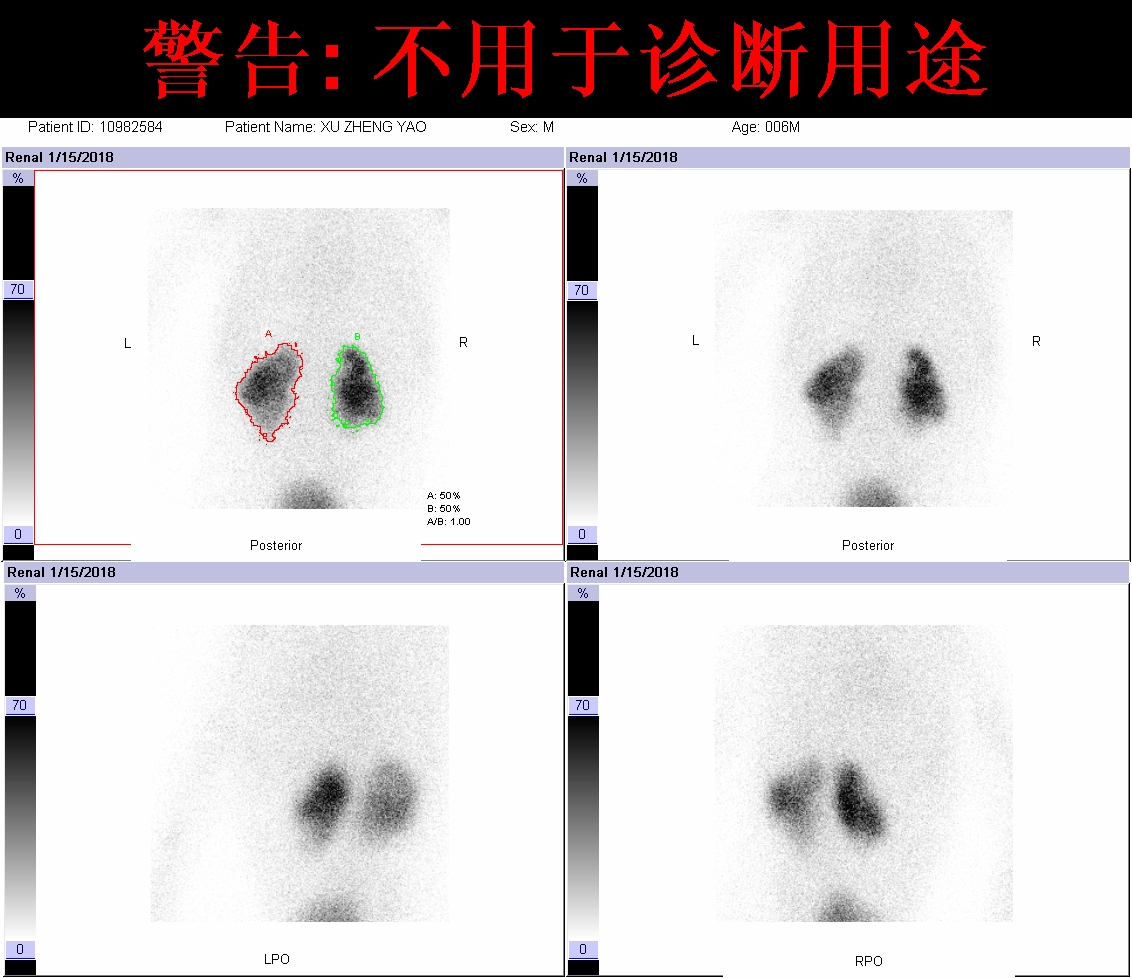 警告: 不用于诊断用途
Patient ID: 10982584 Patient Name: XU ZHENG YAO Sex: M Age: 006M
Renal 1/15/2018
%
70
L
A
B
R
A: 50%
B: 50%
A/B: 1.00
0
Posterior
Renal 1/15/2018
%
70
L
R
0
Posterior
Renal 1/15/2018
%
70
0
LPO
Renal 1/15/2018
%
70
0
RPO